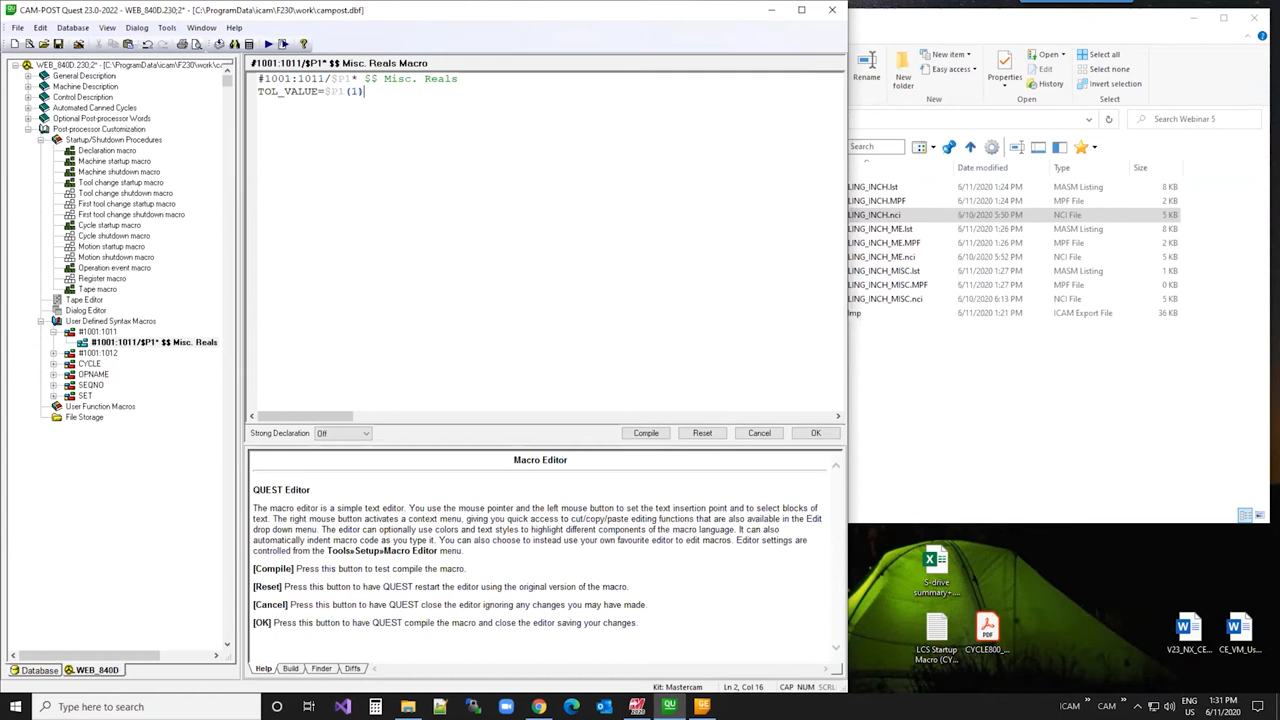 CAM-POST Quest 23.0-2022 - WEB_840D.230;2* - [C:\ProgramData\icam\F230\work\campost.dbf]
File Edit Database View Dialog Tools Window Help
WEB_840D.230;2* - C:\ProgramData\ca
General Description
Machine Description
Control Description
Automated Canned Cycles
Optional Post-processor Words
Post-processor Customization
Startup/Shutdown Procedures
Declaration macro
Machine startup macro
Machine shutdown macro
Tool change startup macro
Tool change shutdown macro
First tool change startup macro
First tool change shutdown macro
Cycle startup macro
Cycle shutdown macro
Motion startup macro
Motion shutdown macro
Operation event macro
Register macro
Tape macro
Tape Editor
Dialog Editor
User Defined Syntax Macros
#1001:1011
#1001:1011/$P1* $$ Misc. Reals
#1001:1012
CYCLE
OPNAME
SEQNO
SET
User Function Macros
File Storage
Database WEB_840D
#1001:1011/$P1* $$ Misc. Reals Macro
#1001:1011/$P1* $$ Misc. Reals
TOL_VALUE=$P1(1)
Strong Declaration Off Compile Reset Cancel OK
Macro Editor
QUEST Editor
The macro editor is a simple text editor. You use the mouse pointer and the left mouse button to set the text insertion point and to select blocks of
text. The right mouse button activates a context menu, giving you quick access to cut/copy/paste editing functions that are also available in the Edit
drop down menu. The editor can optionally use colors and text styles to highlight different components of the macro language. It can also
automatically indent macro code as you type it. You can also choose to instead use your own favourite editor to edit macros. Editor settings are
controlled from the Tools»Setup»Macro Editor menu.
[Compile] Press this button to test compile the macro.
[Reset] Press this button to have QUEST restart the editor using the original version of the macro.
[Cancel] Press this button to have QUEST close the editor ignoring any changes you may have made.
[OK] Press this button to have QUEST compile the macro and close the editor saving your changes.
Help Build Finder Diffs
Kit: Mastercam Ln 2, Col 16 CAP NUM SCRL
Rename
New folder
New item
Easy access
New
Properties
Open
Edit
History
Open
Select all
Select none
Invert selection
Select
Search Webinar 5
Search
Date modified Type Size
LING_INCH.lst 6/11/2020 1:24 PM MASM Listing 8 KB
LING_INCH.MPF 6/11/2020 1:24 PM MPF File 2 KB
LING_INCH.nci 6/10/2020 5:50 PM NCI File 5 KB
LING_INCH_ME.lst 6/11/2020 1:26 PM MASM Listing 8 KB
LING_INCH_ME.MPF 6/11/2020 1:26 PM MPF File 2 KB
LING_INCH_ME.nci 6/10/2020 5:52 PM NCI File 5 KB
LING_INCH_MISC.lst 6/11/2020 1:27 PM MASM Listing 1 KB
LING_INCH_MISC.MPF 6/11/2020 1:27 PM MPF File 0 KB
LING_INCH_MISC.nci 6/10/2020 6:13 PM NCI File 5 KB
6/11/2020 1:21 PM ICAM Export File 36 KB
S-drive summary+....
LCS Startup Macro (CY...
PDF
CYCLE800_...
V23_NX_CE...
CE_VM_Us...
Type here to search
ICAM CAM ENG US 1:31 PM 6/11/2020